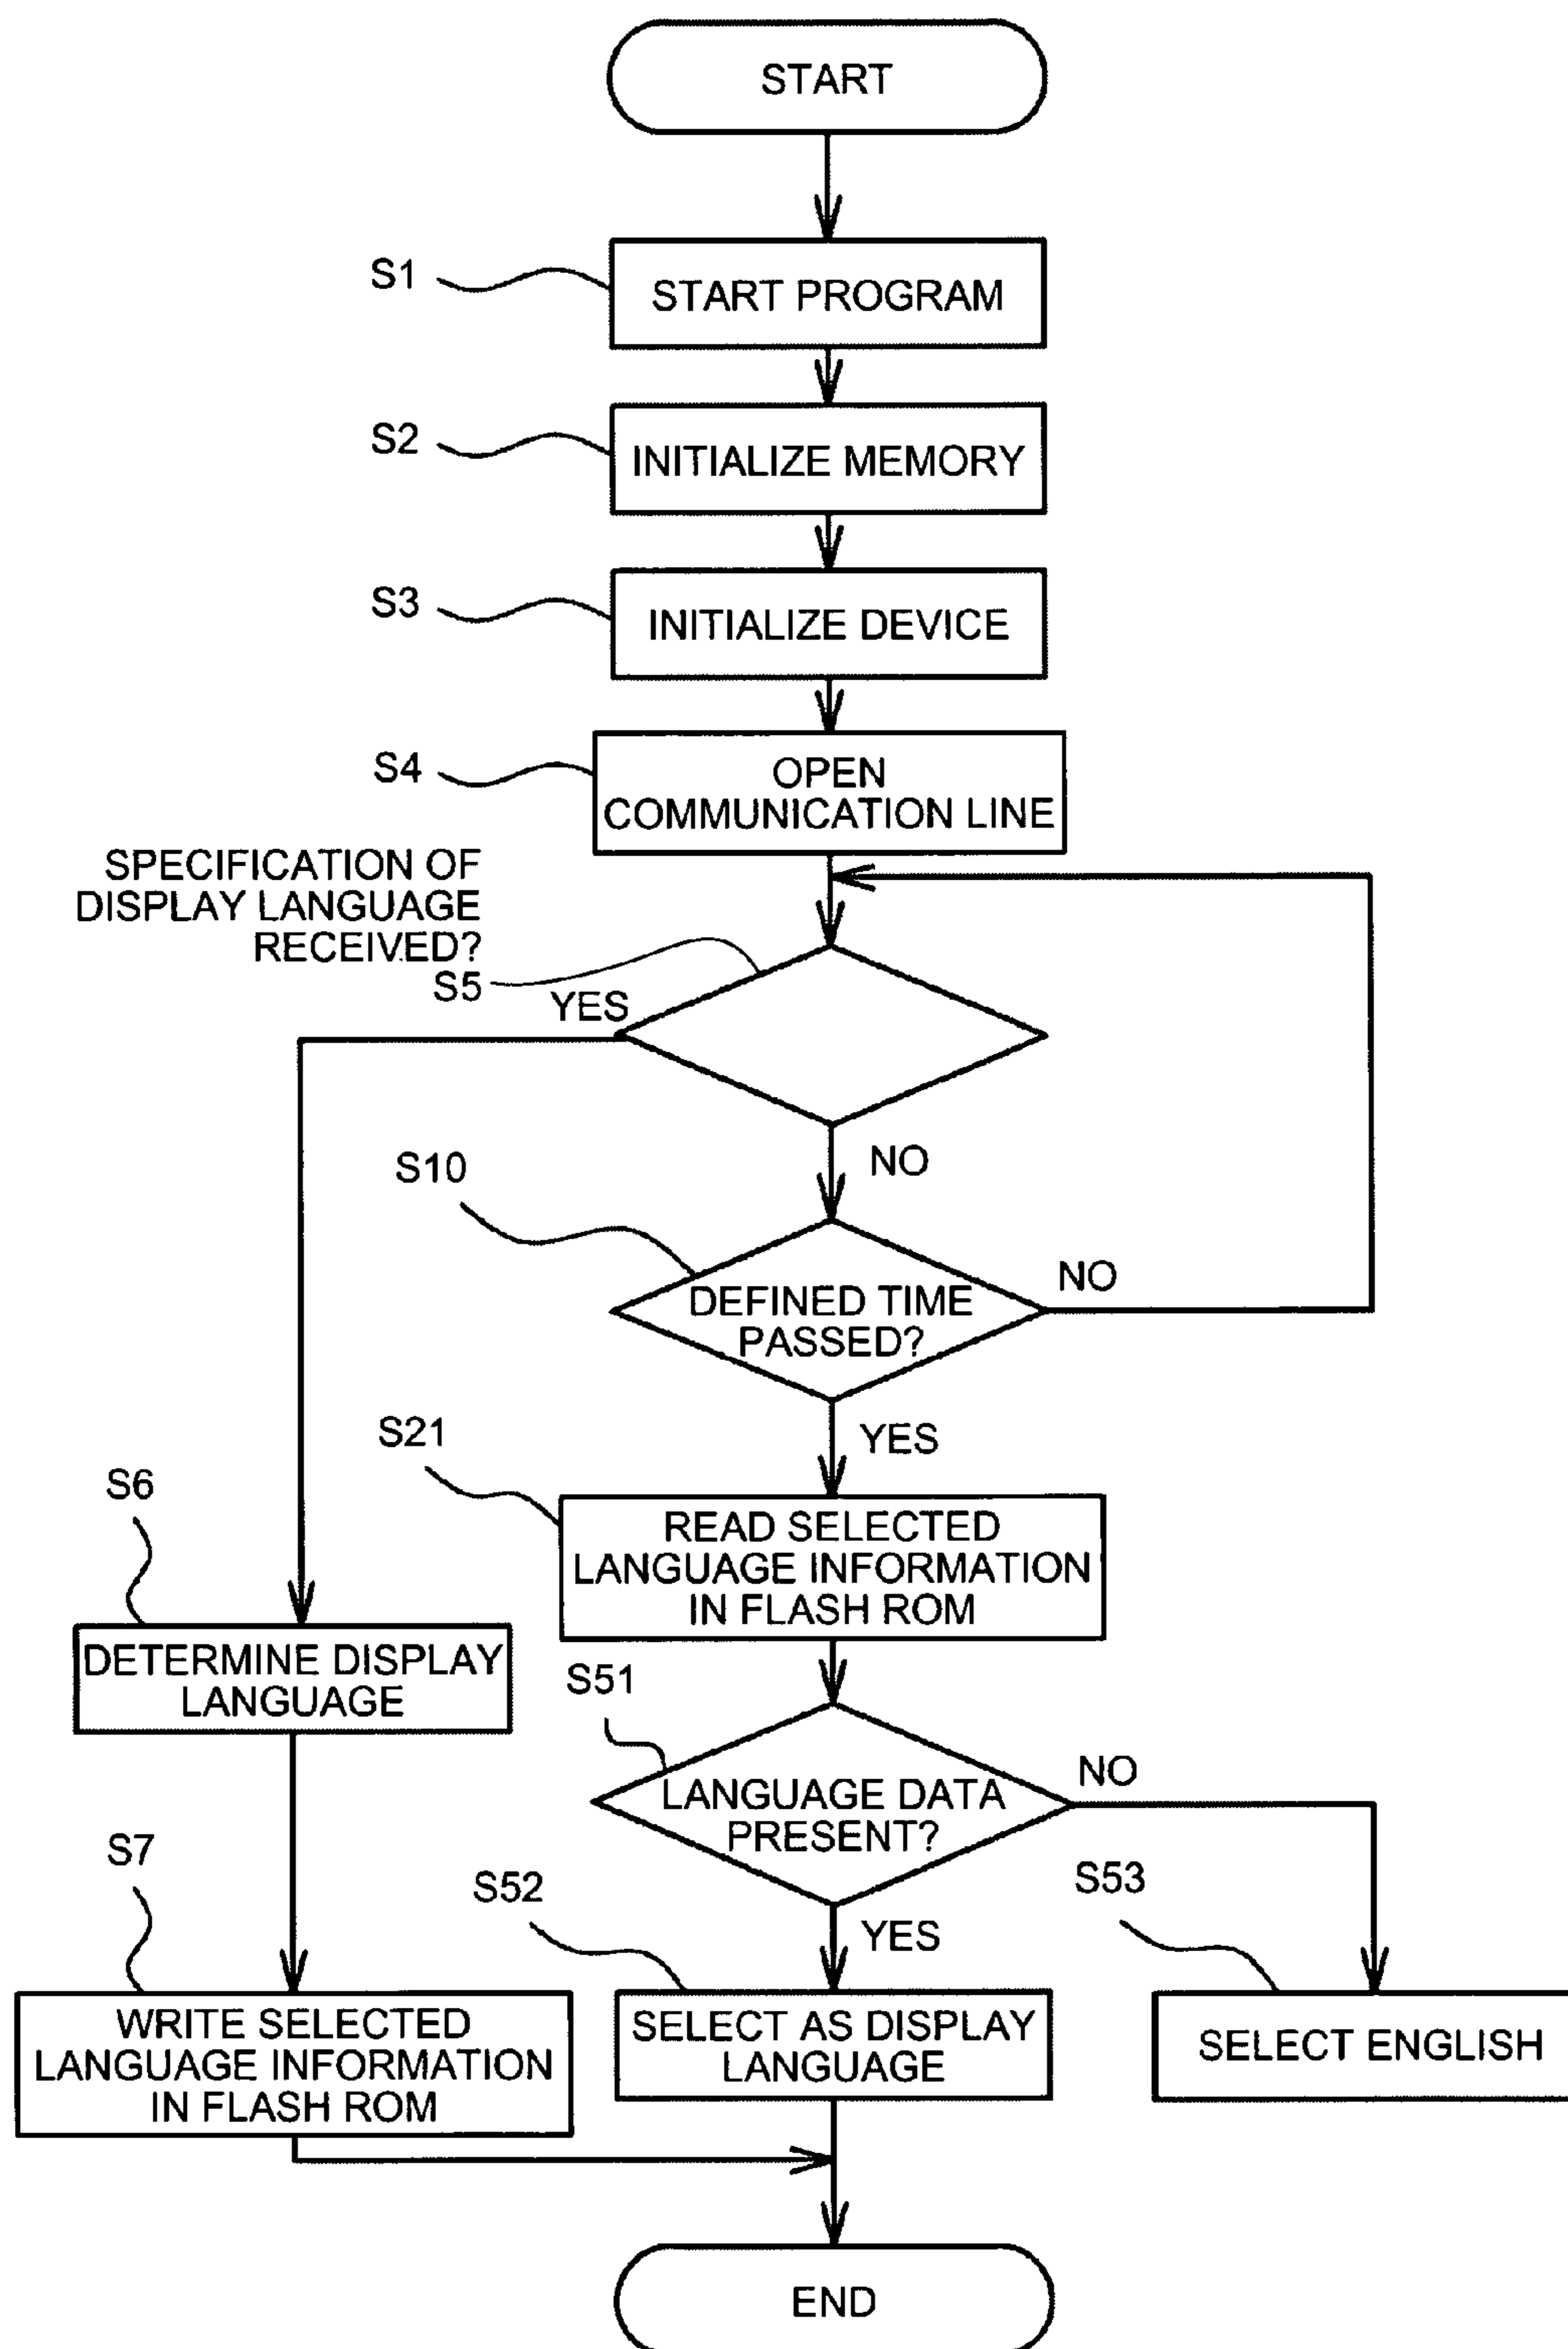 START
S1
START PROGRAM
S2
INITIALIZE MEMORY
S3
INITIALIZE DEVICE
S4
OPEN
COMMUNICATION LINE
SPECIFICATION OF
DISPLAY LANGUAGE
RECEIVED?
S5
YES
NO
S10
DEFINED TIME
PASSED?
NO
YES
S21
READ SELECTED
LANGUAGE INFORMATION
IN FLASH ROM
S6
DETERMINE DISPLAY
LANGUAGE
S51
LANGUAGE DATA
PRESENT?
NO
YES
S7
WRITE SELECTED
LANGUAGE INFORMATION
IN FLASH ROM
S52
SELECT AS DISPLAY
LANGUAGE
S53
SELECT ENGLISH
END